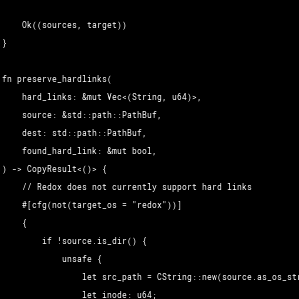 Ok((sources, target))
}
fn preserve_hardlinks(
hard_links: &mut Vec<(String, u64)>,
source: &std::path::PathBuf,
dest: std::path::PathBuf,
found_hard_link: &mut bool,
) -> CopyResult<()> {
// Redox does not currently support hard links
#[cfg(not(target_os = "redox"))]
{
if !source.is_dir() {
unsafe {
let src_path = CString::new(source.as_os_str
let inode: u64;